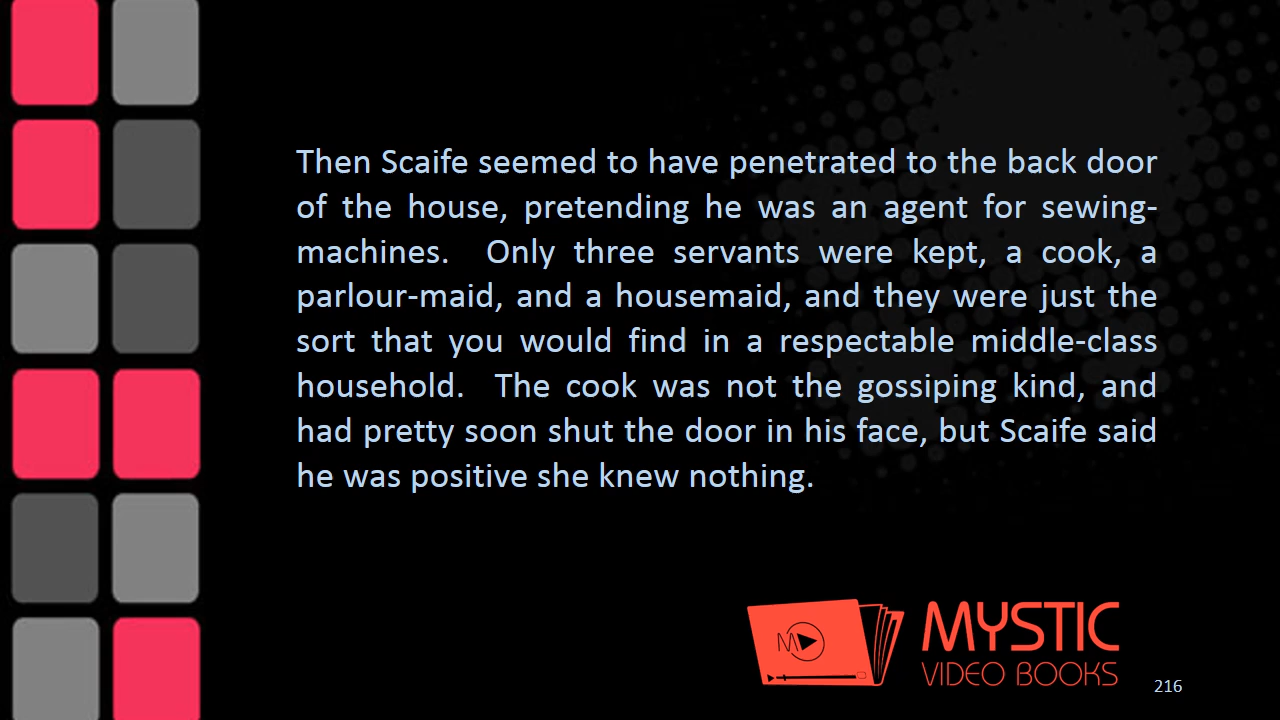 Then Scaife seemed to have penetrated to the back door
of the house, pretending he was an agent for sewing-
machines.  Only three servants were kept, a cook, a
parlour-maid, and a housemaid, and they were just the
sort that you would find in a respectable middle-class
household.  The cook was not the gossiping kind, and
had pretty soon shut the door in his face, but Scaife said
he was positive she knew nothing.
M
MYSTIC
VIDEO BOOKS
216